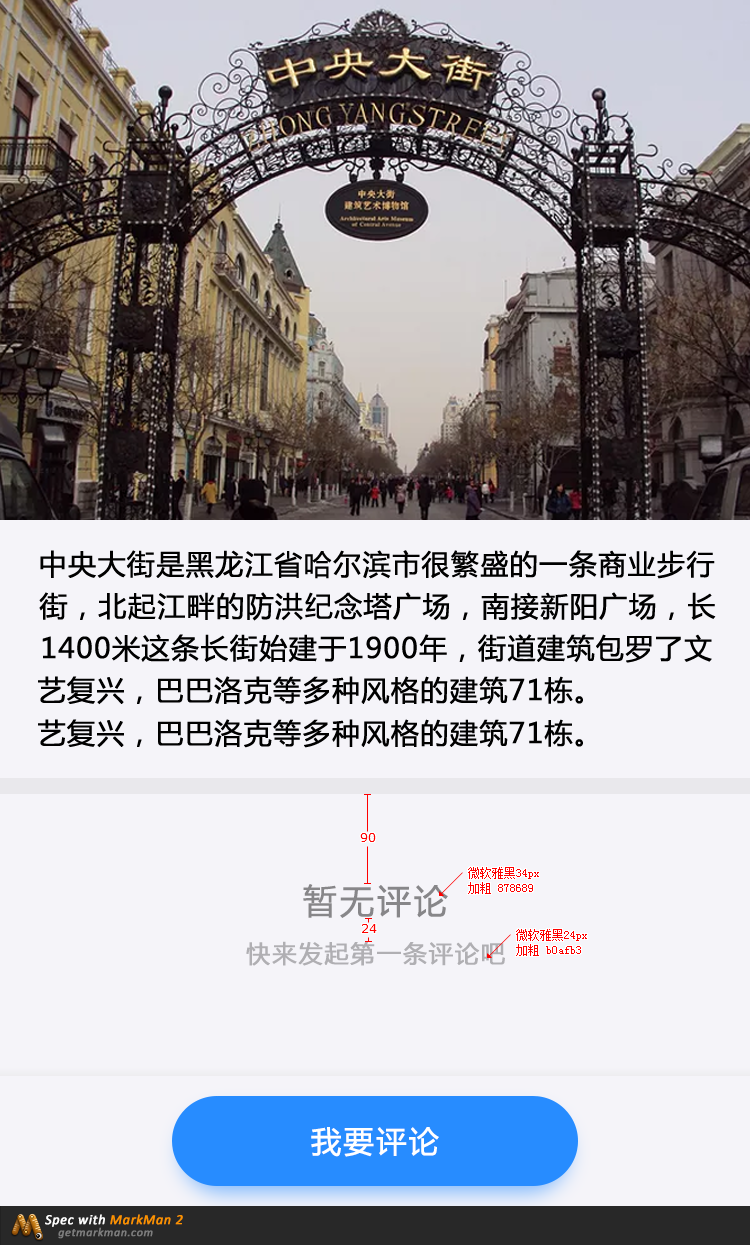 中央大街
ZHONG YANGSTREET
中央大街
建筑艺术博物馆
Architectural Arts Museum
of Central Avenue
中央大街是黑龙江省哈尔滨市很繁盛的一条商业步行
街，北起江畔的防洪纪念塔广场，南接新阳广场，长
1400米这条长街始建于1900年，街道建筑包罗了文
艺复兴，巴巴洛克等多种风格的建筑71栋。
艺复兴，巴巴洛克等多种风格的建筑71栋。
90
微软雅黑34px
加粗 878689
暂无评论
24
微软雅黑24px
加粗 b0afb3
快来发起第一条评论吧
我要评论
Spec with MarkMan 2
getmarkman.com